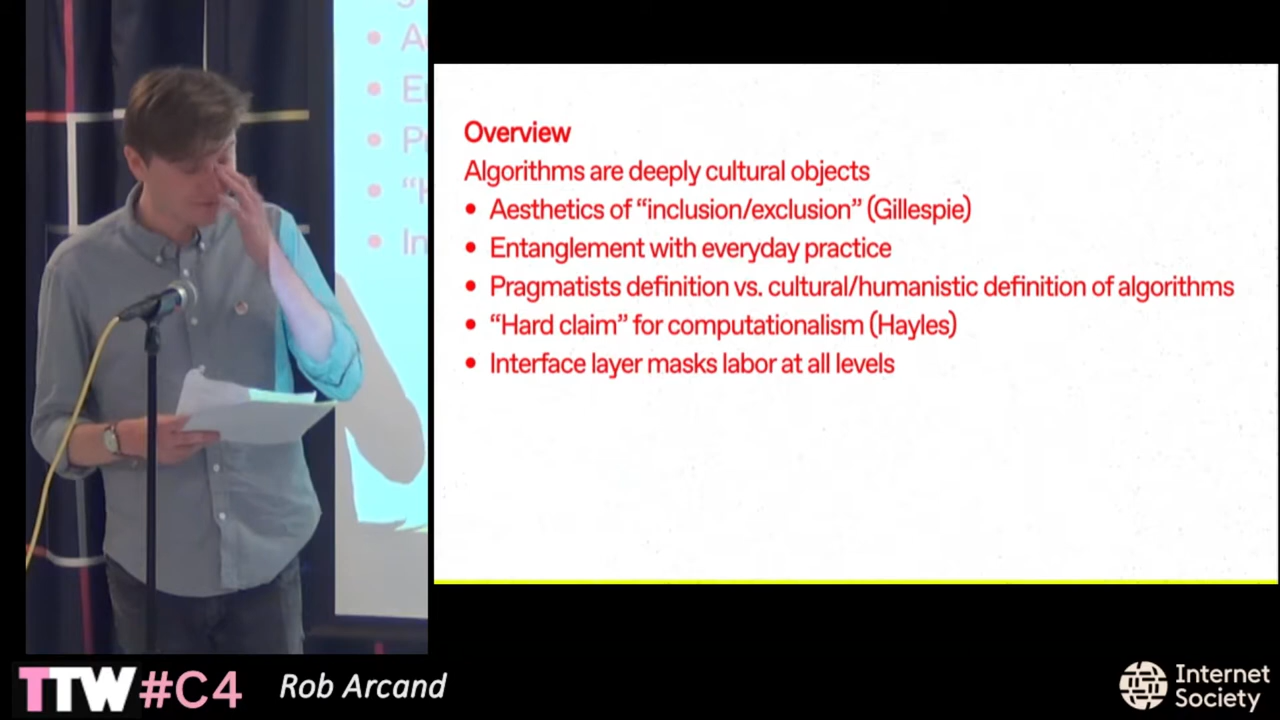 Overview
Algorithms are deeply cultural objects
• Aesthetics of “inclusion/exclusion” (Gillespie)
• Entanglement with everyday practice
• Pragmatists definition vs. cultural/humanistic definition of algorithms
• “Hard claim” for computationalism (Hayles)
• Interface layer masks labor at all levels
TTW #C4 Rob Arcand
Internet
Society